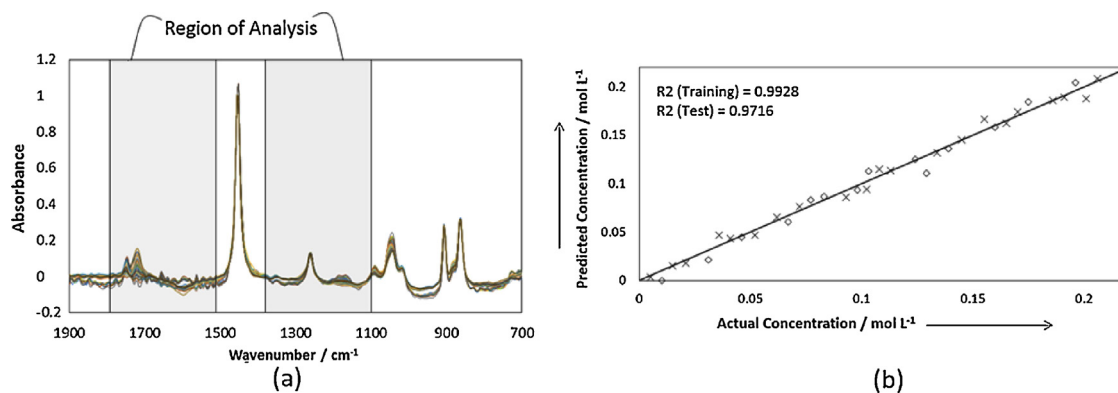 Region of Analysis
1.2
1
0.8
0.6
0.4
0.2
0
-0.2
Absorbance
1900
1700
1500
1300
1100
900
700
Wavenumber / cm⁻¹
(a)
R2 (Training) = 0.9928
R2 (Test) = 0.9716
0.2
0.15
0.1
0.05
0
Predicted Concentration / mol L⁻¹
0
0.05
0.1
0.15
0.2
Actual Concentration / mol L⁻¹
(b)